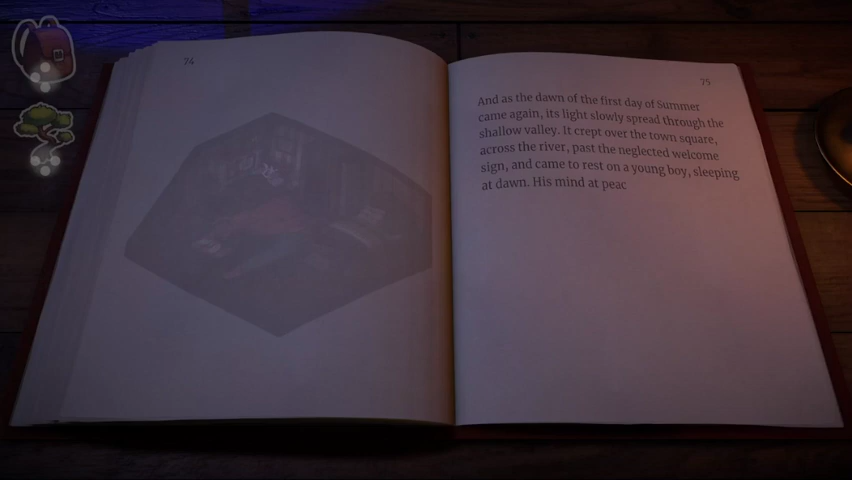 74
75
And as the dawn of the first day of Summer
came again, its light slowly spread through the
shallow valley. It crept over the town square,
across the river, past the neglected welcome
sign, and came to rest on a young boy, sleeping
at dawn. His mind at peac